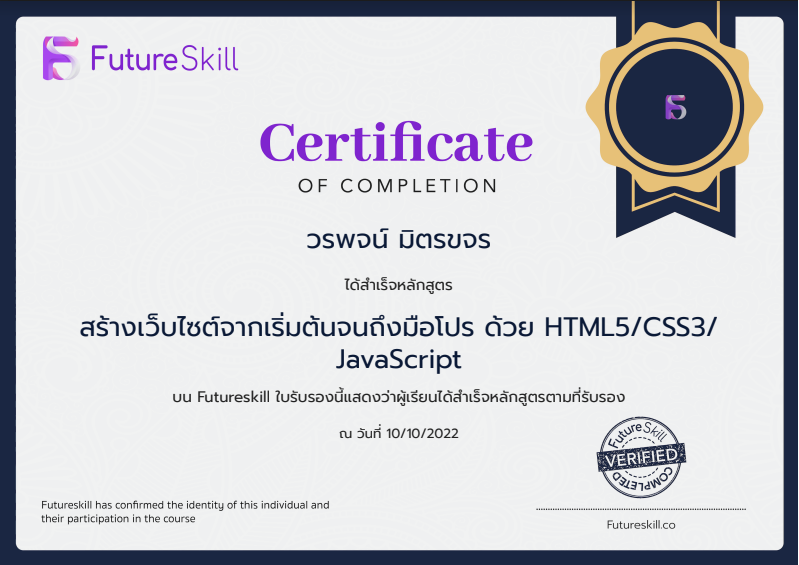 FutureSkill
Certificate
OF COMPLETION
วรพจน์ มิตรขจร
ได้สำเร็จหลักสูตร
สร้างเว็บไซต์จากเริ่มต้นจนถึงมือโปร ด้วย HTML5/CSS3/
JavaScript
บน Futureskill ใบรับรองนี้แสดงว่าผู้เรียนได้สำเร็จหลักสูตรตามที่รับรอง
ณ วันที่ 10/10/2022
FutureSkill
VERIFIED
COMPLETED
Futureskill has confirmed the identity of this individual and
their participation in the course
Futureskill.co